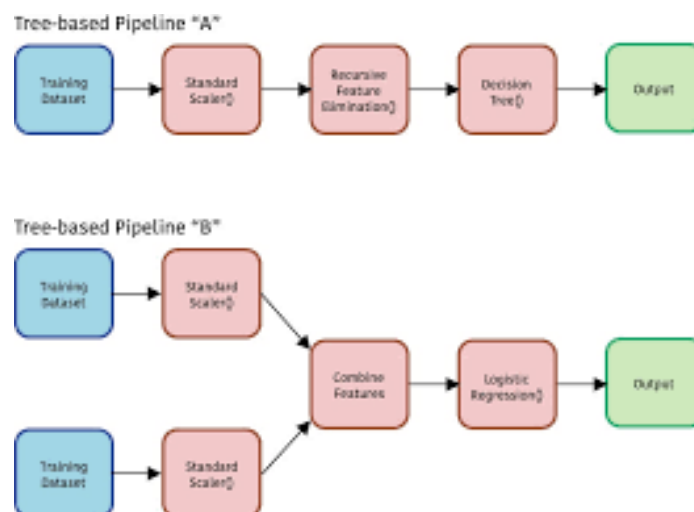 Tree-based Pipeline "A"
Training
Dataset
Standard
Scaler()
Recursive
Feature
Elimination()
Decision
Tree()
Output
Tree-based Pipeline "B"
Training
Dataset
Standard
Scaler()
Combine
Features
Logistic
Regression()
Output
Training
Dataset
Standard
Scaler()